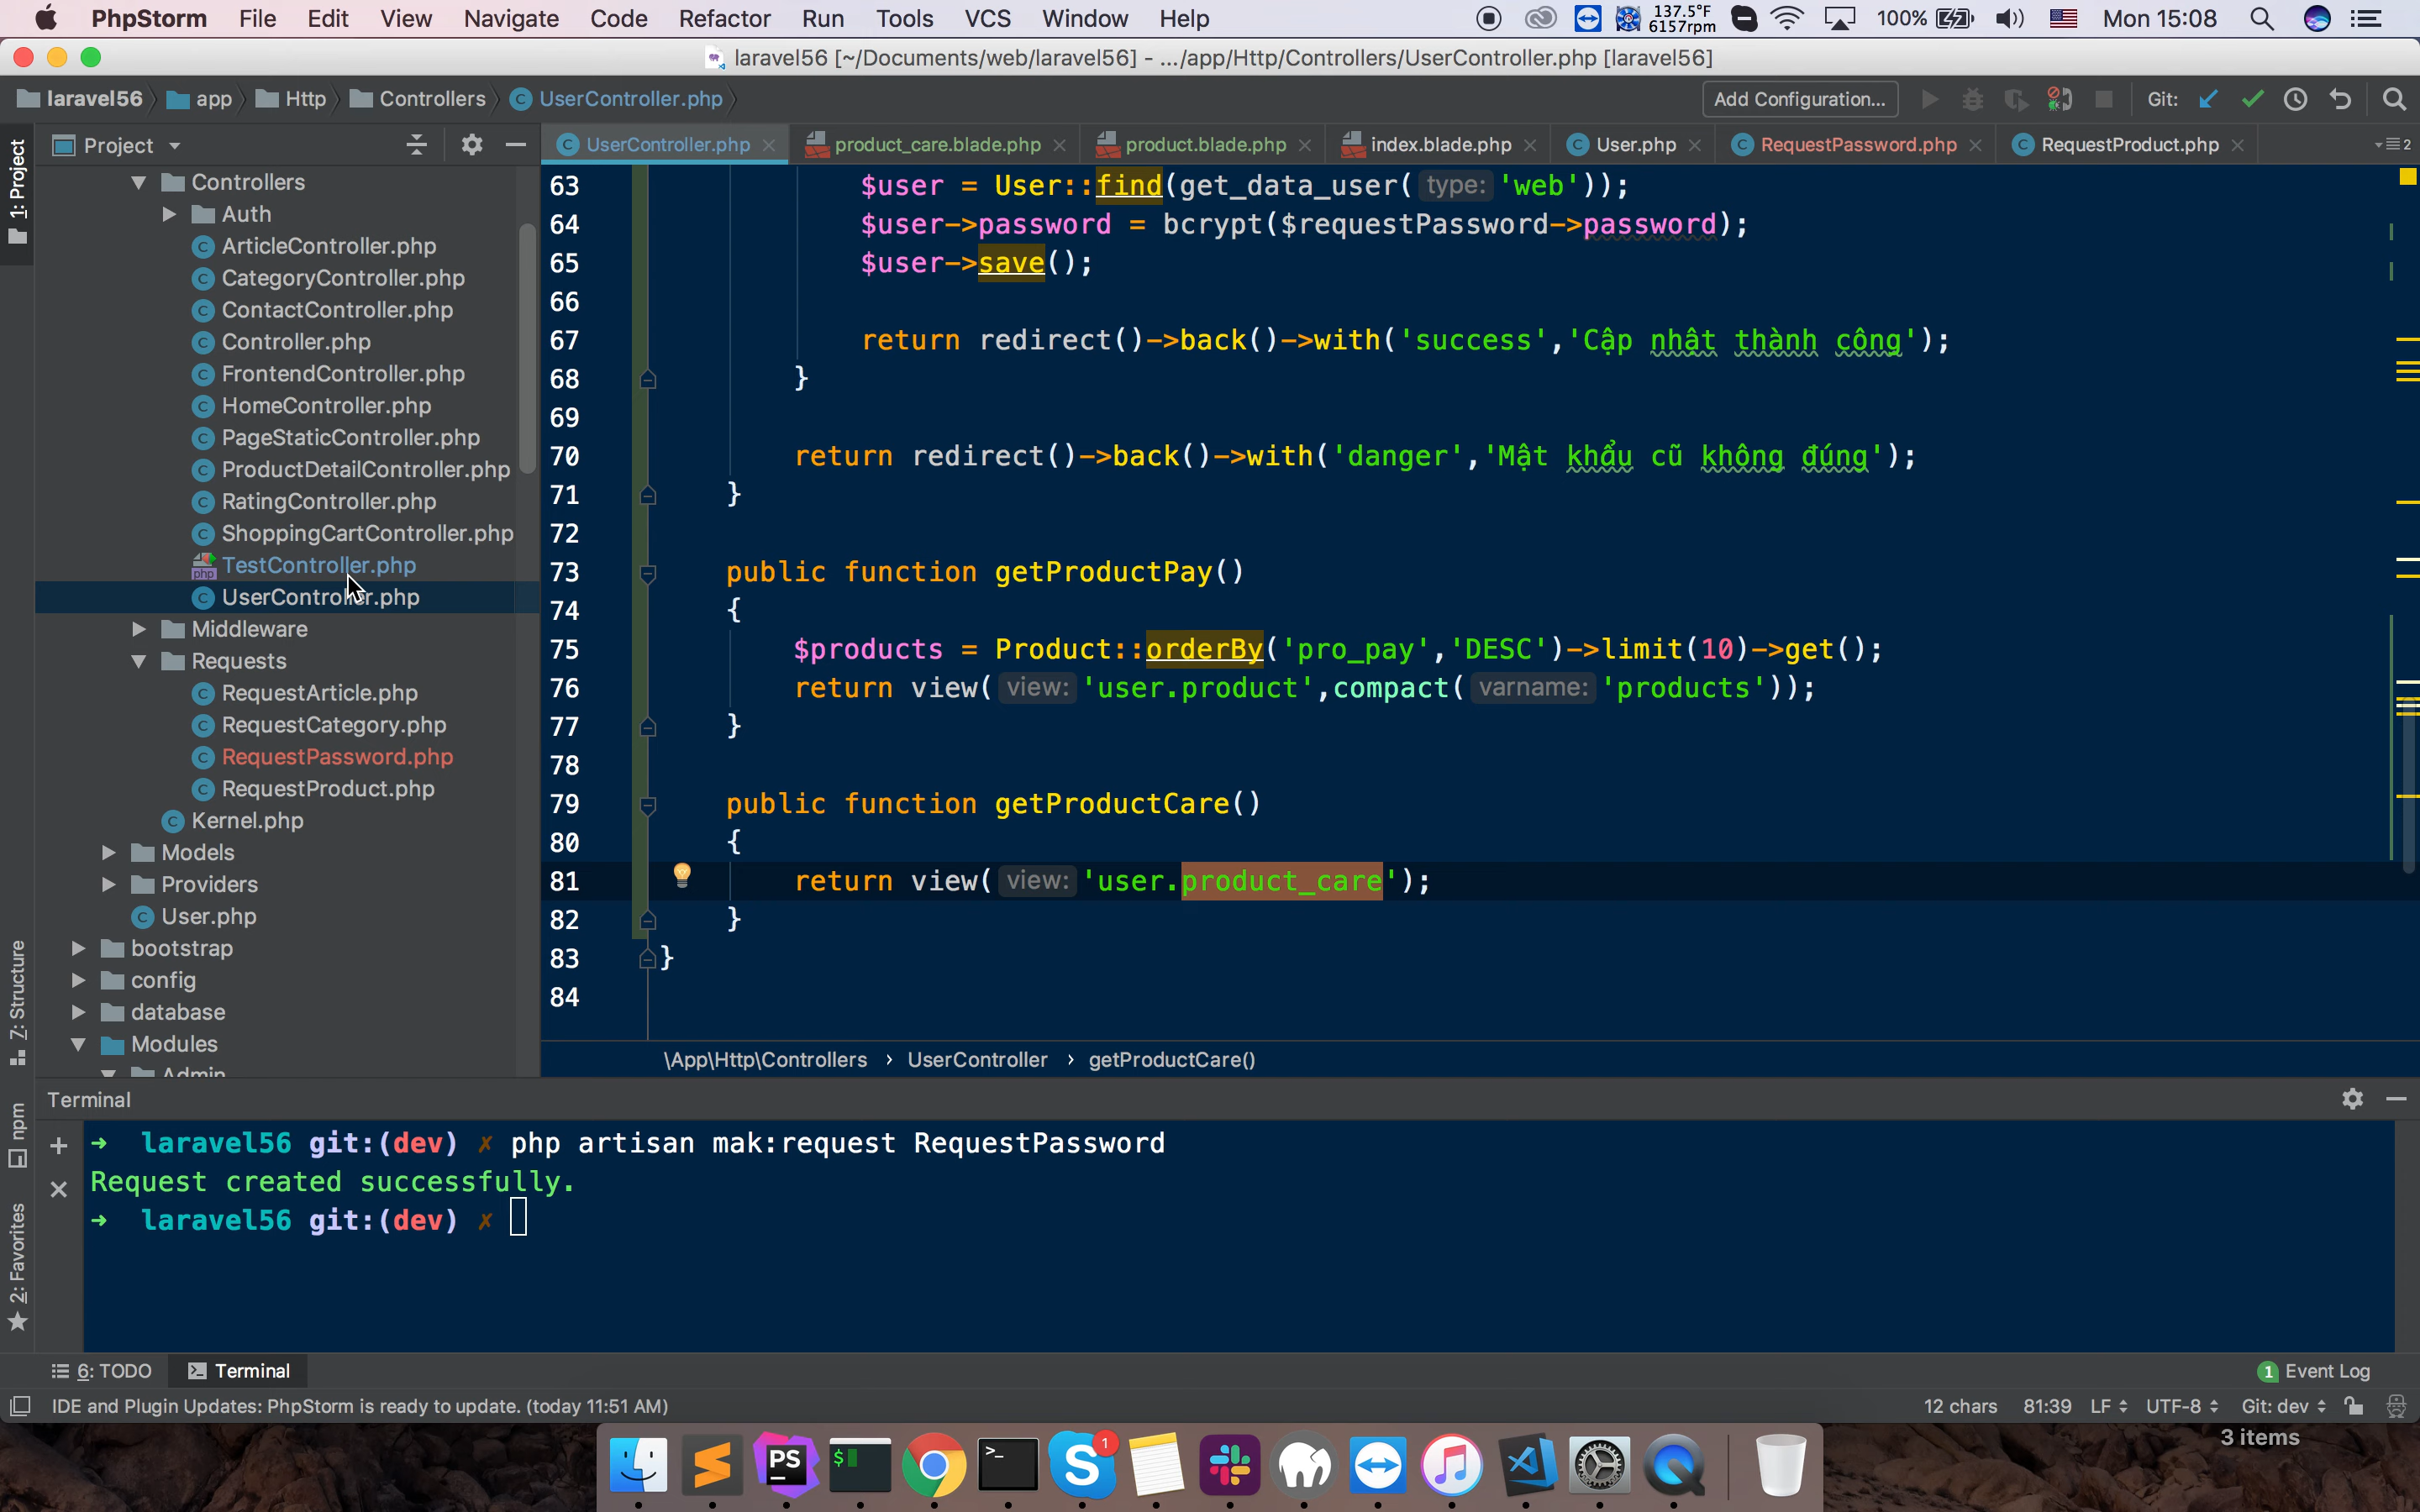 PhpStorm File Edit View Navigate Code Refactor Run Tools VCS Window Help 137.5°F 6157rpm 100% Mon 15:08
laravel56 [~/Documents/web/laravel56] - .../app/Http/Controllers/UserController.php [laravel56]
laravel56 app Http Controllers UserController.php Add Configuration... Git:
1: Project
Project
UserController.php product_care.blade.php product.blade.php index.blade.php User.php RequestPassword.php RequestProduct.php 2
Controllers
Auth
ArticleController.php
CategoryController.php
ContactController.php
Controller.php
FrontendController.php
HomeController.php
PageStaticController.php
ProductDetailController.php
RatingController.php
ShoppingCartController.php
TestController.php
UserController.php
Middleware
Requests
RequestArticle.php
RequestCategory.php
RequestPassword.php
RequestProduct.php
Kernel.php
Models
Providers
User.php
bootstrap
config
database
Modules
Admin
63 $user = User::find(get_data_user( type: 'web'));
64 $user->password = bcrypt($requestPassword->password);
65 $user->save();
66
67 return redirect()->back()->with('success','Cập nhật thành công');
68 }
69
70 return redirect()->back()->with('danger','Mật khẩu cũ không đúng');
71 }
72
73 public function getProductPay()
74 {
75 $products = Product::orderBy('pro_pay','DESC')->limit(10)->get();
76 return view( view: 'user.product',compact( varname: 'products'));
77 }
78
79 public function getProductCare()
80 {
81 return view( view: 'user.product_care');
82 }
83 }
84
\App\Http\Controllers › UserController › getProductCare()
7: Structure
npm
2: Favorites
Terminal
→ laravel56 git:(dev) ✗ php artisan mak:request RequestPassword
Request created successfully.
→ laravel56 git:(dev) ✗
6: TODO Terminal 1 Event Log
IDE and Plugin Updates: PhpStorm is ready to update. (today 11:51 AM) 12 chars 81:39 LF UTF-8 Git: dev
3 items
PS
$
>_
S
1
php